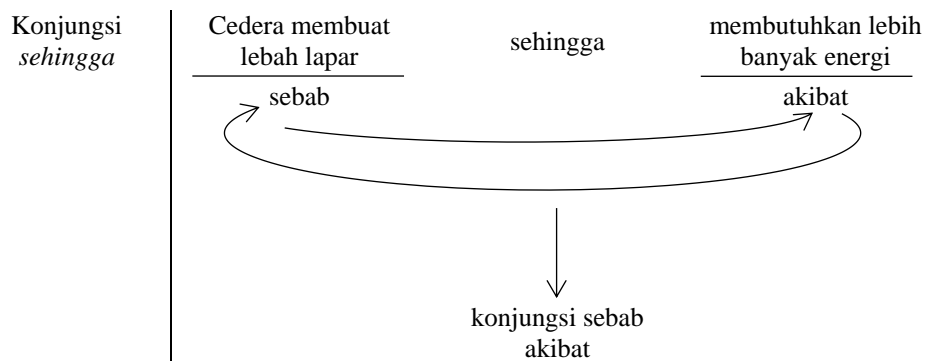 Konjungsi
sehingga
Cedera membuat
lebah lapar
sebab
sehingga
membutuhkan lebih
banyak energi
akibat
konjungsi sebab
akibat